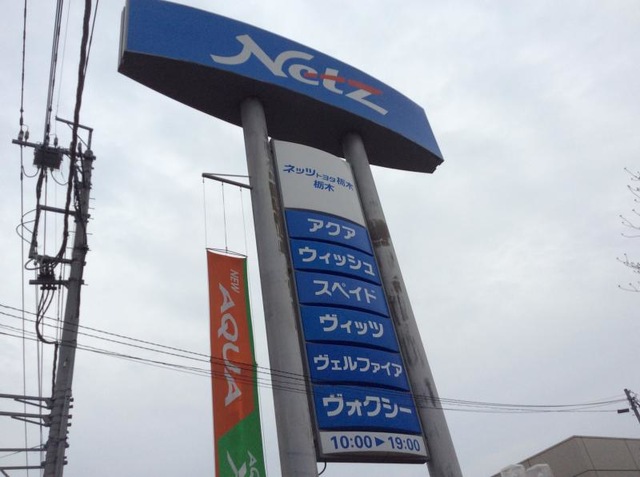 Netz
ネッツトヨタ栃木
栃木
アクア
ウィッシュ
スペイド
ヴィッツ
ヴェルファイア
ヴォクシー
10:00▶19:00
NEW
AQUA
AQ